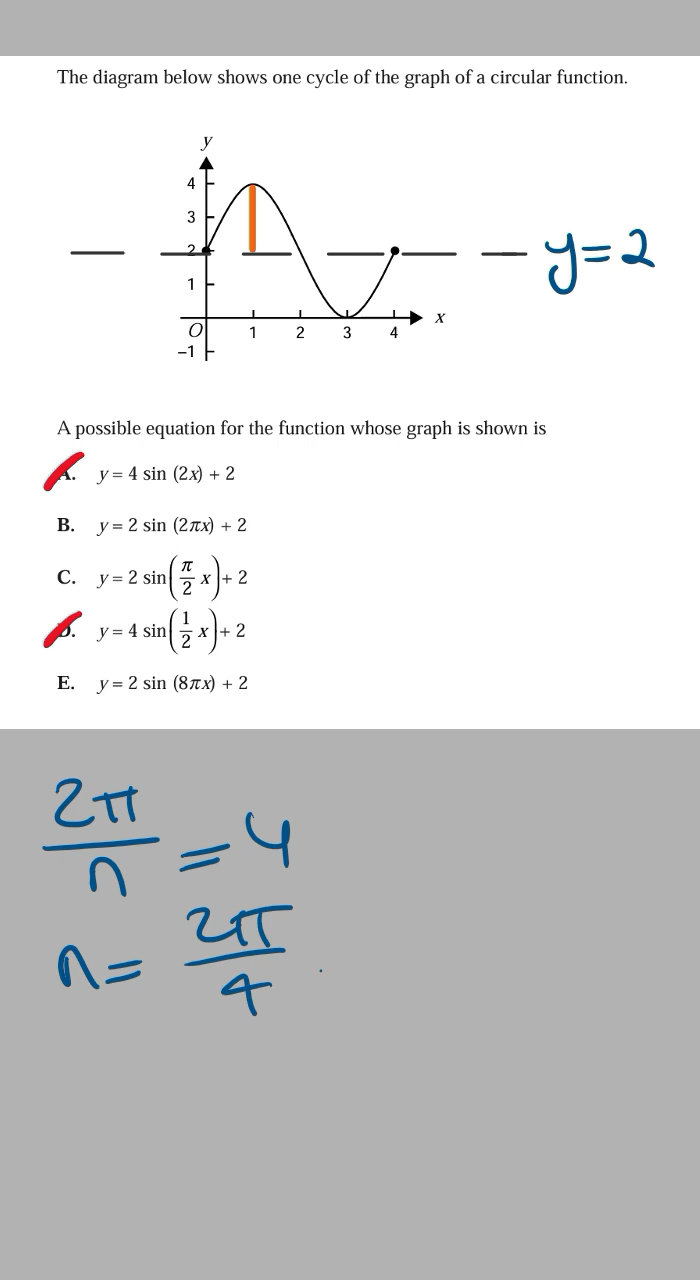 The diagram below shows one cycle of the graph of a circular function.
y
4
3
2
1
O
1 2 3 4 x
–1
y=2
A possible equation for the function whose graph is shown is
A. y = 4 sin (2x) + 2
B. y = 2 sin (2πx) + 2
C. y = 2 sin(π/2 x) + 2
D. y = 4 sin(1/2 x) + 2
E. y = 2 sin (8πx) + 2
2π/n = 4
n = 2π/4